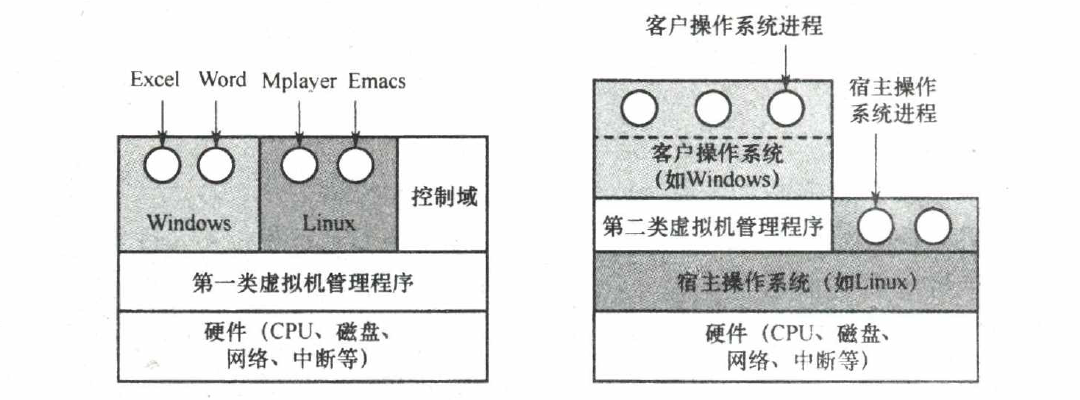 Excel Word Mplayer Emacs
Windows
Linux
控制域
第一类虚拟机管理程序
硬件（CPU、磁盘、
网络、中断等）
客户操作系统进程
宿主操作
系统进程
客户操作系统
（如Windows）
第二类虚拟机管理程序
宿主操作系统（如Linux）
硬件（CPU、磁盘、
网络、中断等）